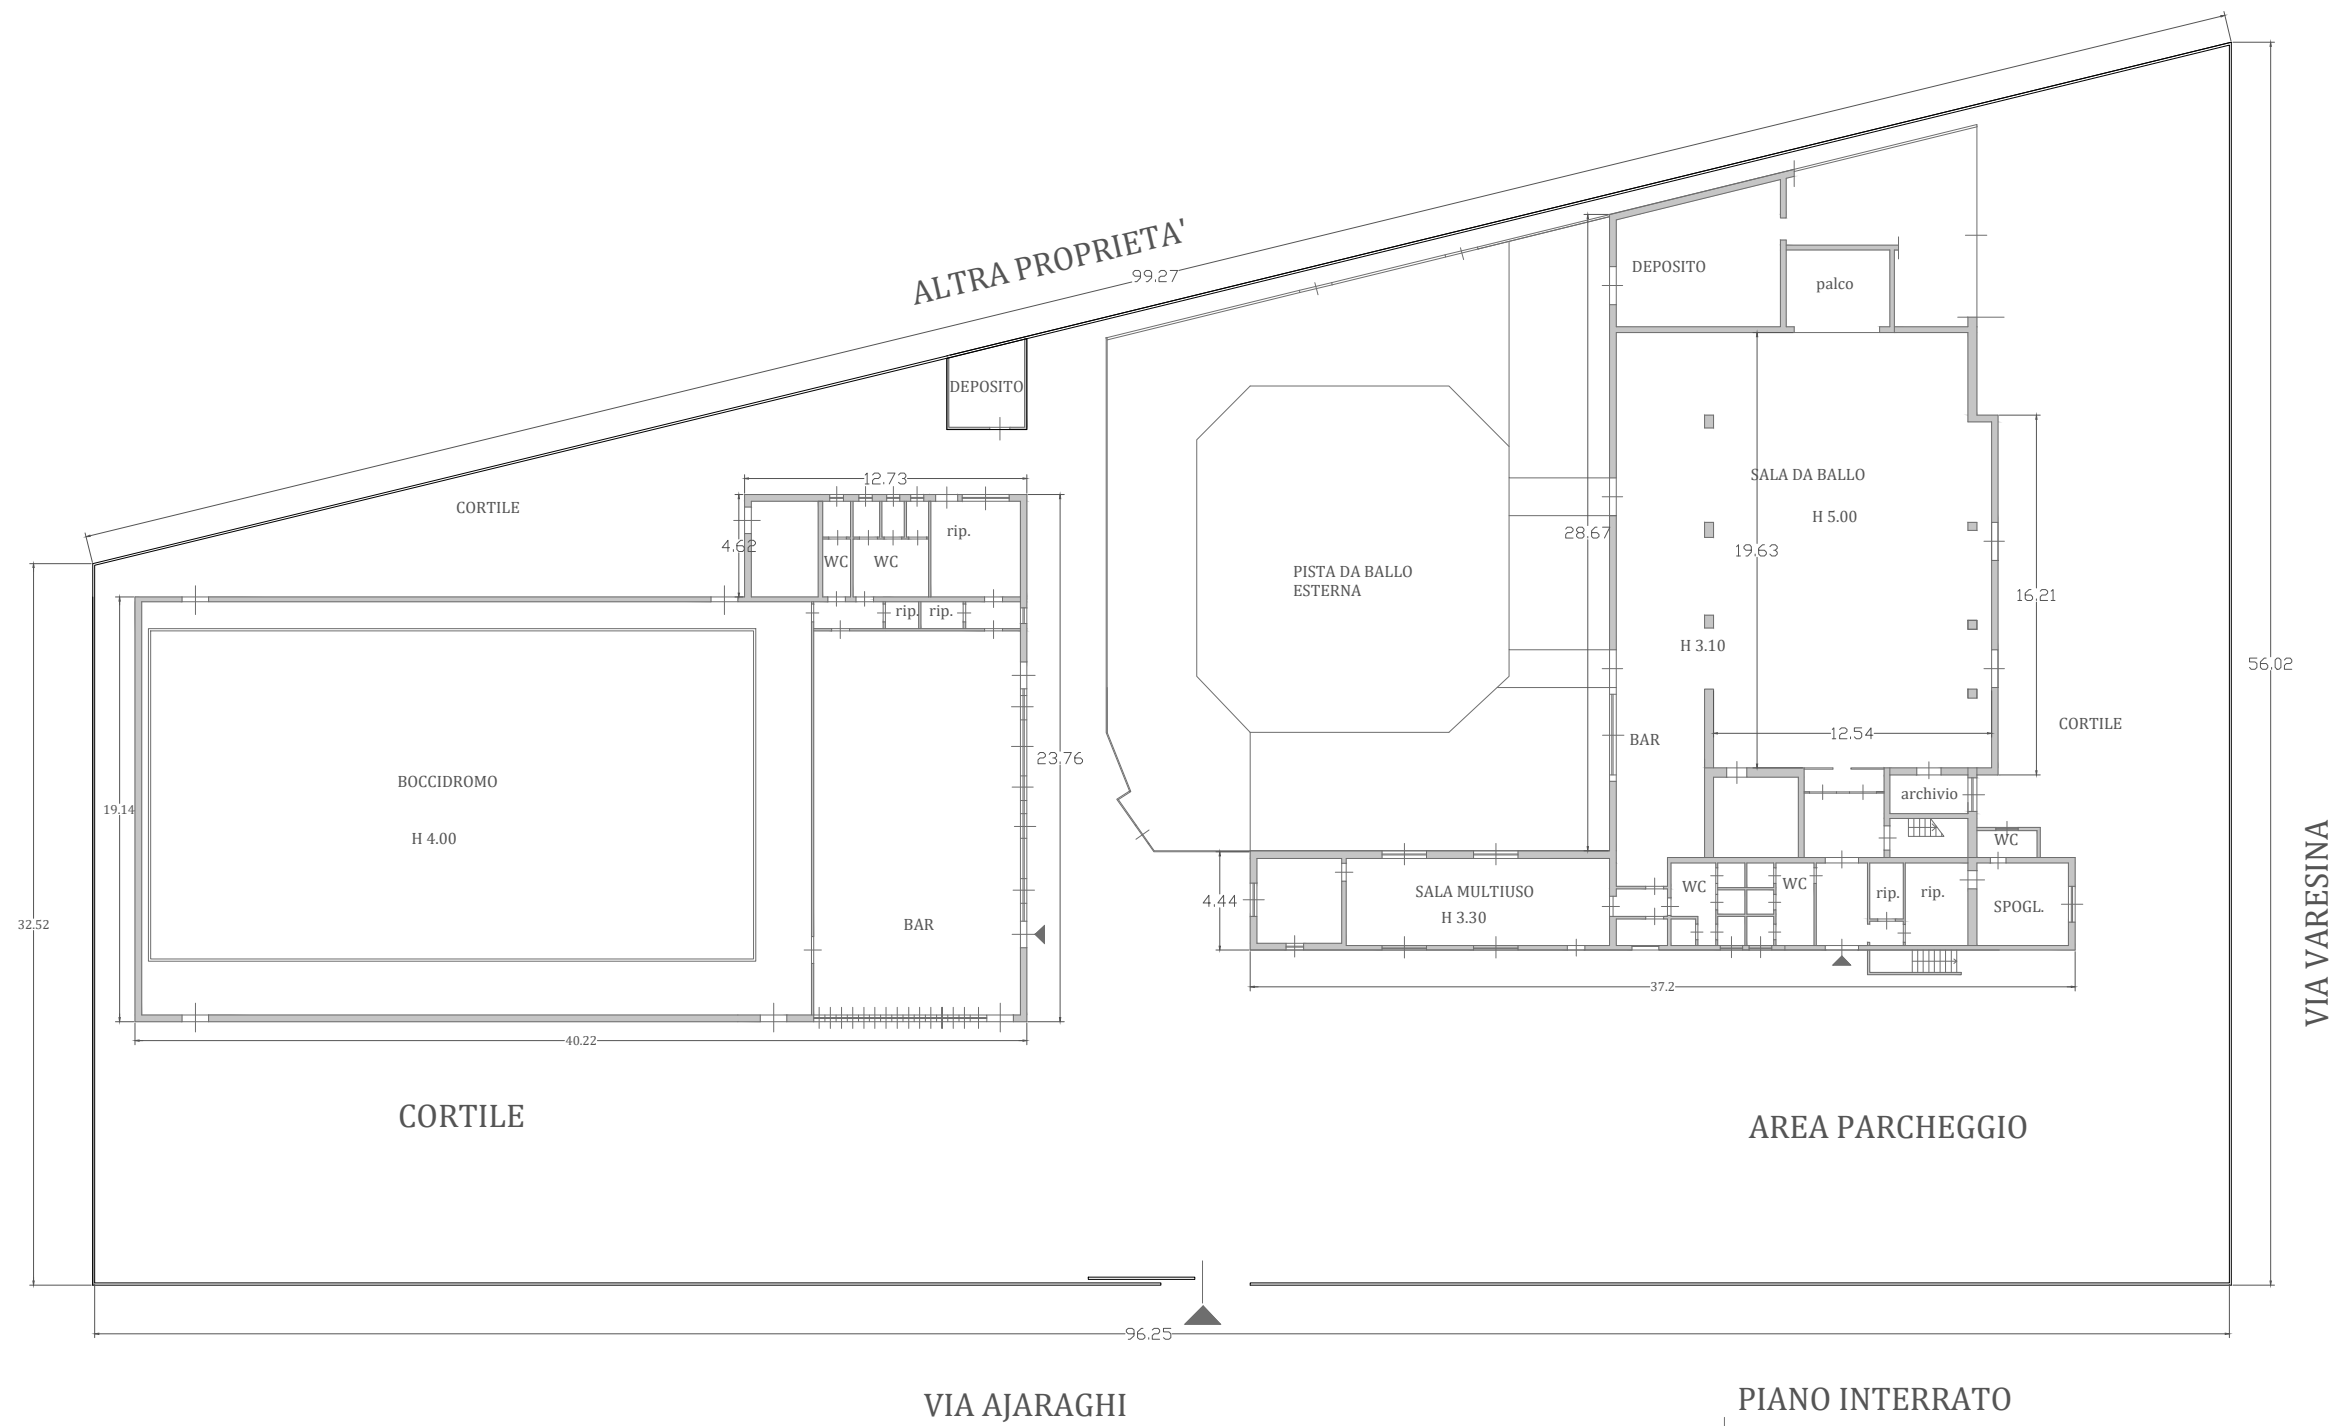 ALTRA PROPRIETA'
99.27
DEPOSITO
palco
DEPOSITO
12.73
CORTILE
4.62
WC
WC
rip.
rip.
rip.
SALA DA BALLO
H 5.00
28.67
19.63
PISTA DA BALLO
ESTERNA
16.21
H 3.10
56.02
CORTILE
BAR
12.54
23.76
BOCCIDROMO
H 4.00
19.14
archivio
WC
SALA MULTIUSO
H 3.30
4.44
WC
WC
rip.
rip.
SPOGL.
BAR
32.52
37.2
40.22
VIA VARESINA
CORTILE
AREA PARCHEGGIO
96.25
VIA AJARAGHI
PIANO INTERRATO